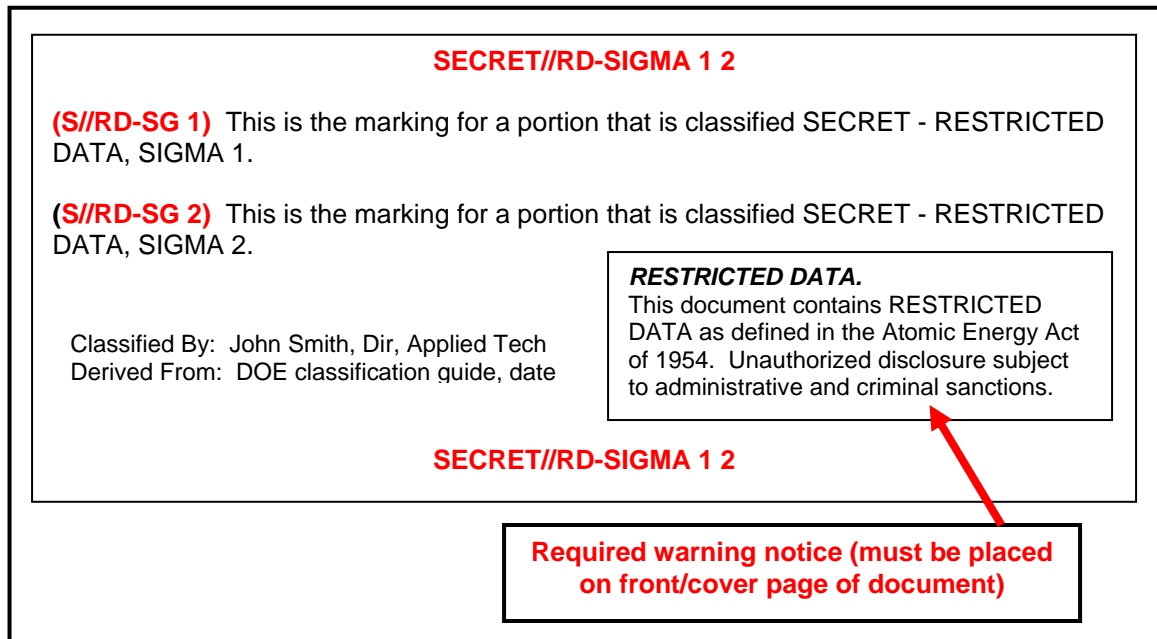 SECRET//RD-SIGMA 1 2
(S//RD-SG 1) This is the marking for a portion that is classified SECRET - RESTRICTED
DATA, SIGMA 1.
(S//RD-SG 2) This is the marking for a portion that is classified SECRET - RESTRICTED
DATA, SIGMA 2.
RESTRICTED DATA.
This document contains RESTRICTED
DATA as defined in the Atomic Energy Act
of 1954. Unauthorized disclosure subject
to administrative and criminal sanctions.
Classified By: John Smith, Dir, Applied Tech
Derived From: DOE classification guide, date
SECRET//RD-SIGMA 1 2
Required warning notice (must be placed
on front/cover page of document)